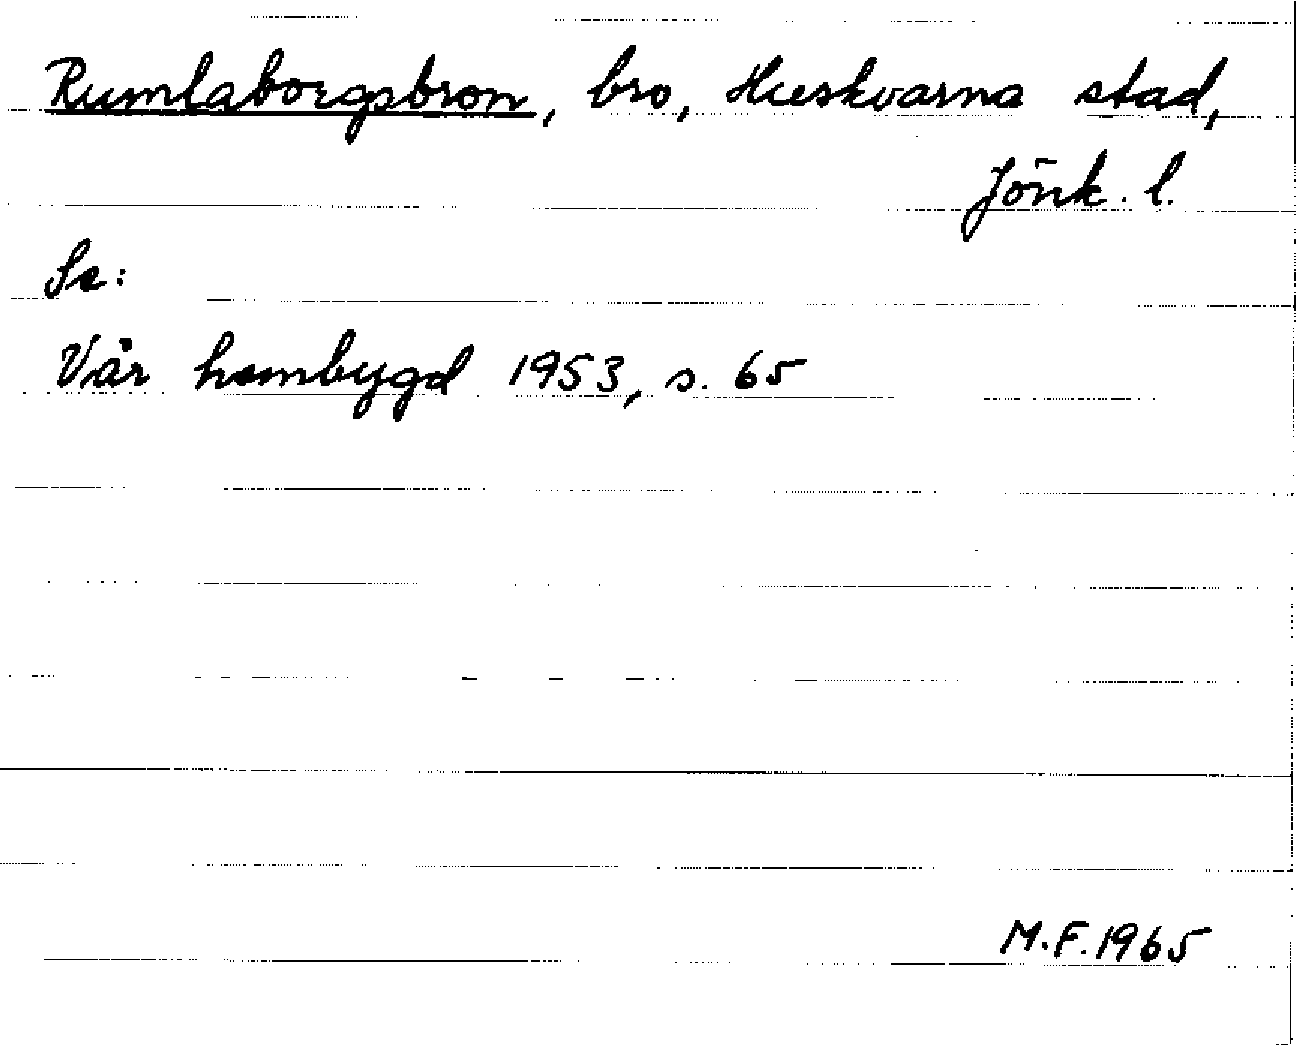 Rumlaborgsbron, bro, Huskvarna stad,
Jönk. l.
Se:
Vår hembygd 1953, s. 65
M.F. 1965